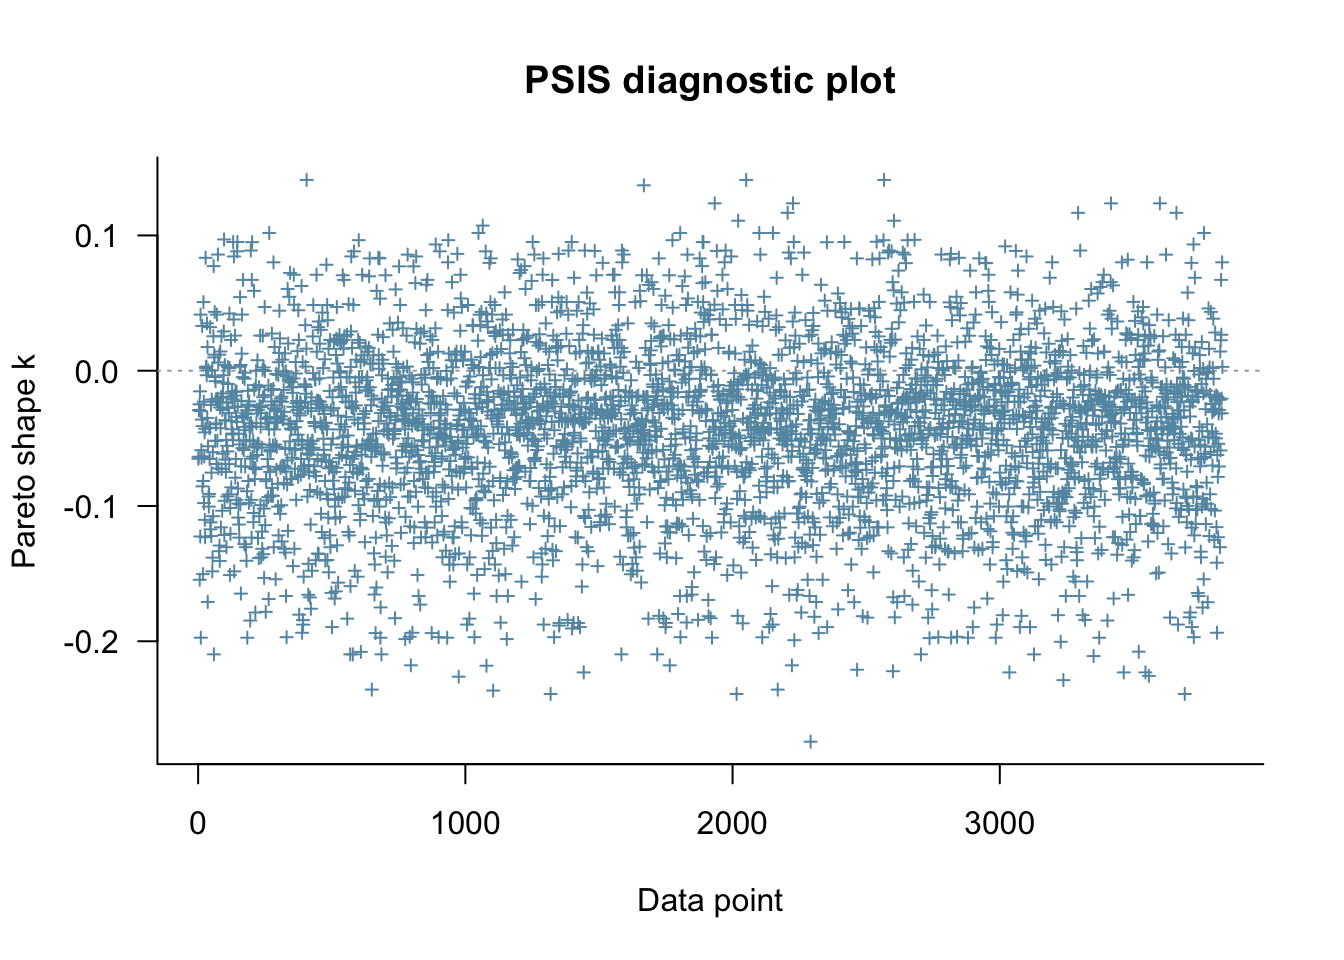 PSIS diagnostic plot
Pareto shape k
0.1
0.0
-0.1
-0.2
0 1000 2000 3000
Data point